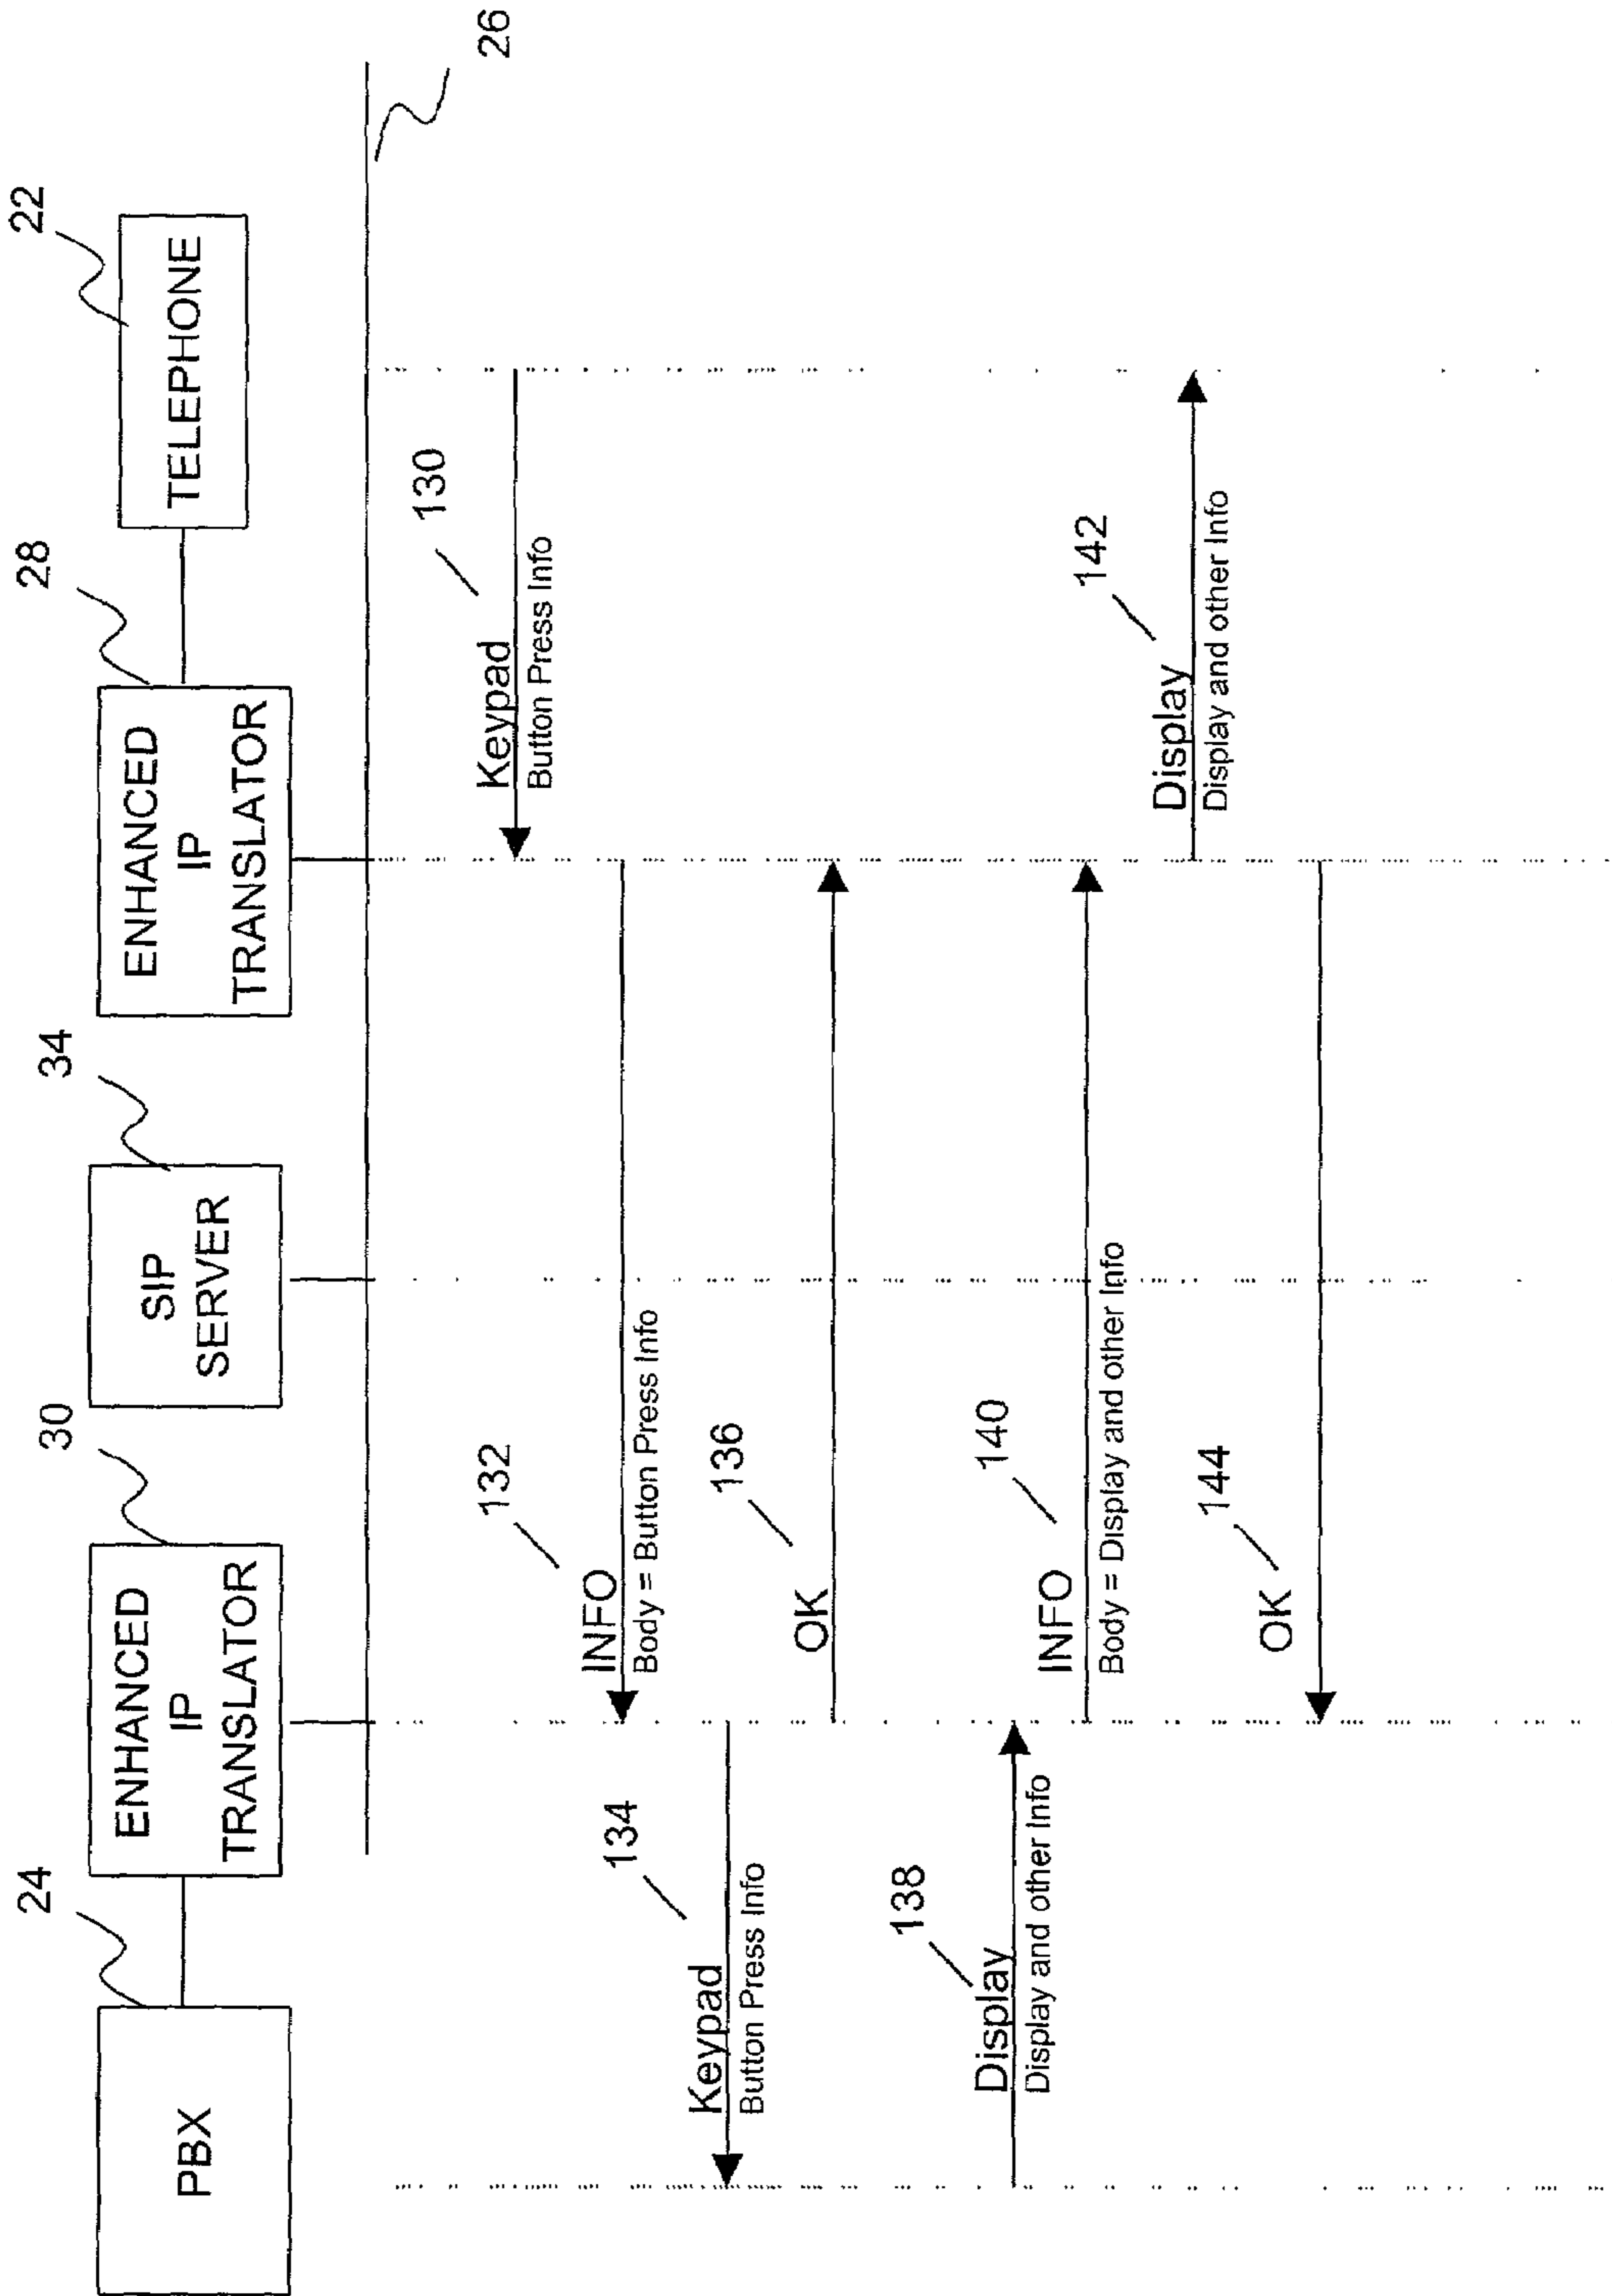 24
30
34
28
22
PBX
ENHANCED
IP
TRANSLATOR
SIP
SERVER
ENHANCED
IP
TRANSLATOR
TELEPHONE
26
130
Keypad
Button Press Info
132
INFO
Body = Button Press Info
134
Keypad
Button Press Info
136
OK
138
Display
Display and other Info
140
INFO
Body = Display and other Info
142
Display
Display and other Info
144
OK